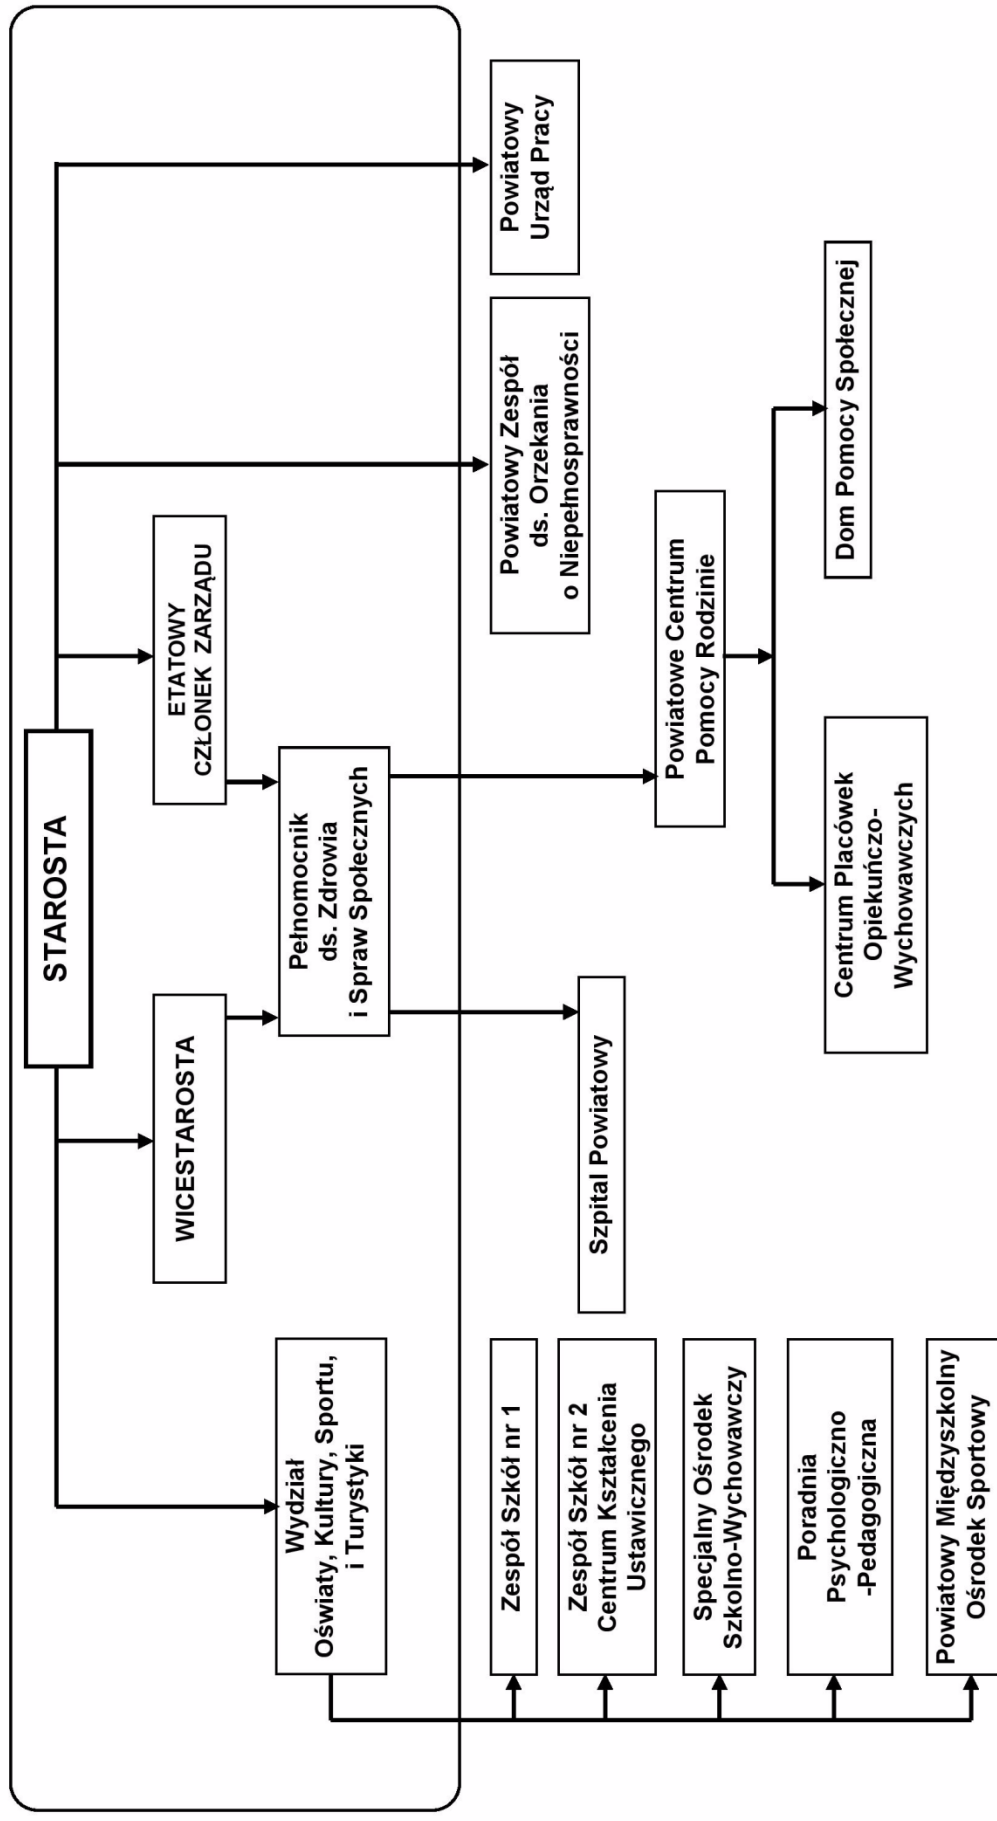 STAROSTA
WICESTAROSTA
ETATOWY
CZŁONEK ZARZĄDU
Wydział
Oświaty, Kultury, Sportu,
i Turystyki
Pełnomocnik
ds. Zdrowia
i Spraw Społecznych
Zespół Szkół nr 1
Zespół Szkół nr 2
Centrum Kształcenia
Ustawicznego
Specjalny Ośrodek
Szkolno-Wychowawczy
Poradnia
Psychologiczno
-Pedagogiczna
Powiatowy Międzyszkolny
Ośrodek Sportowy
Szpital Powiatowy
Powiatowy Zespół
ds. Orzekania
o Niepełnosprawności
Powiatowy
Urząd Pracy
Powiatowe Centrum
Pomocy Rodzinie
Centrum Placówek
Opiekuńczo-
Wychowawczych
Dom Pomocy Społecznej